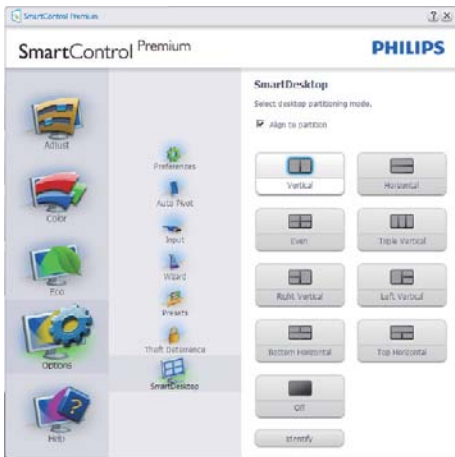 SmartControl Premium
SmartControl Premium
PHILIPS
Adjust
Color
Eco
Options
Help
Preferences
Auto Pivot
Input
Wizard
Presets
Theft Deterrence
SmartDesktop
SmartDesktop
Select desktop partitioning mode.
Align to partition
Vertical
Horizontal
Even
Triple Vertical
Right Vertical
Left Vertical
Bottom Horizontal
Top Horizontal
Off
Identify